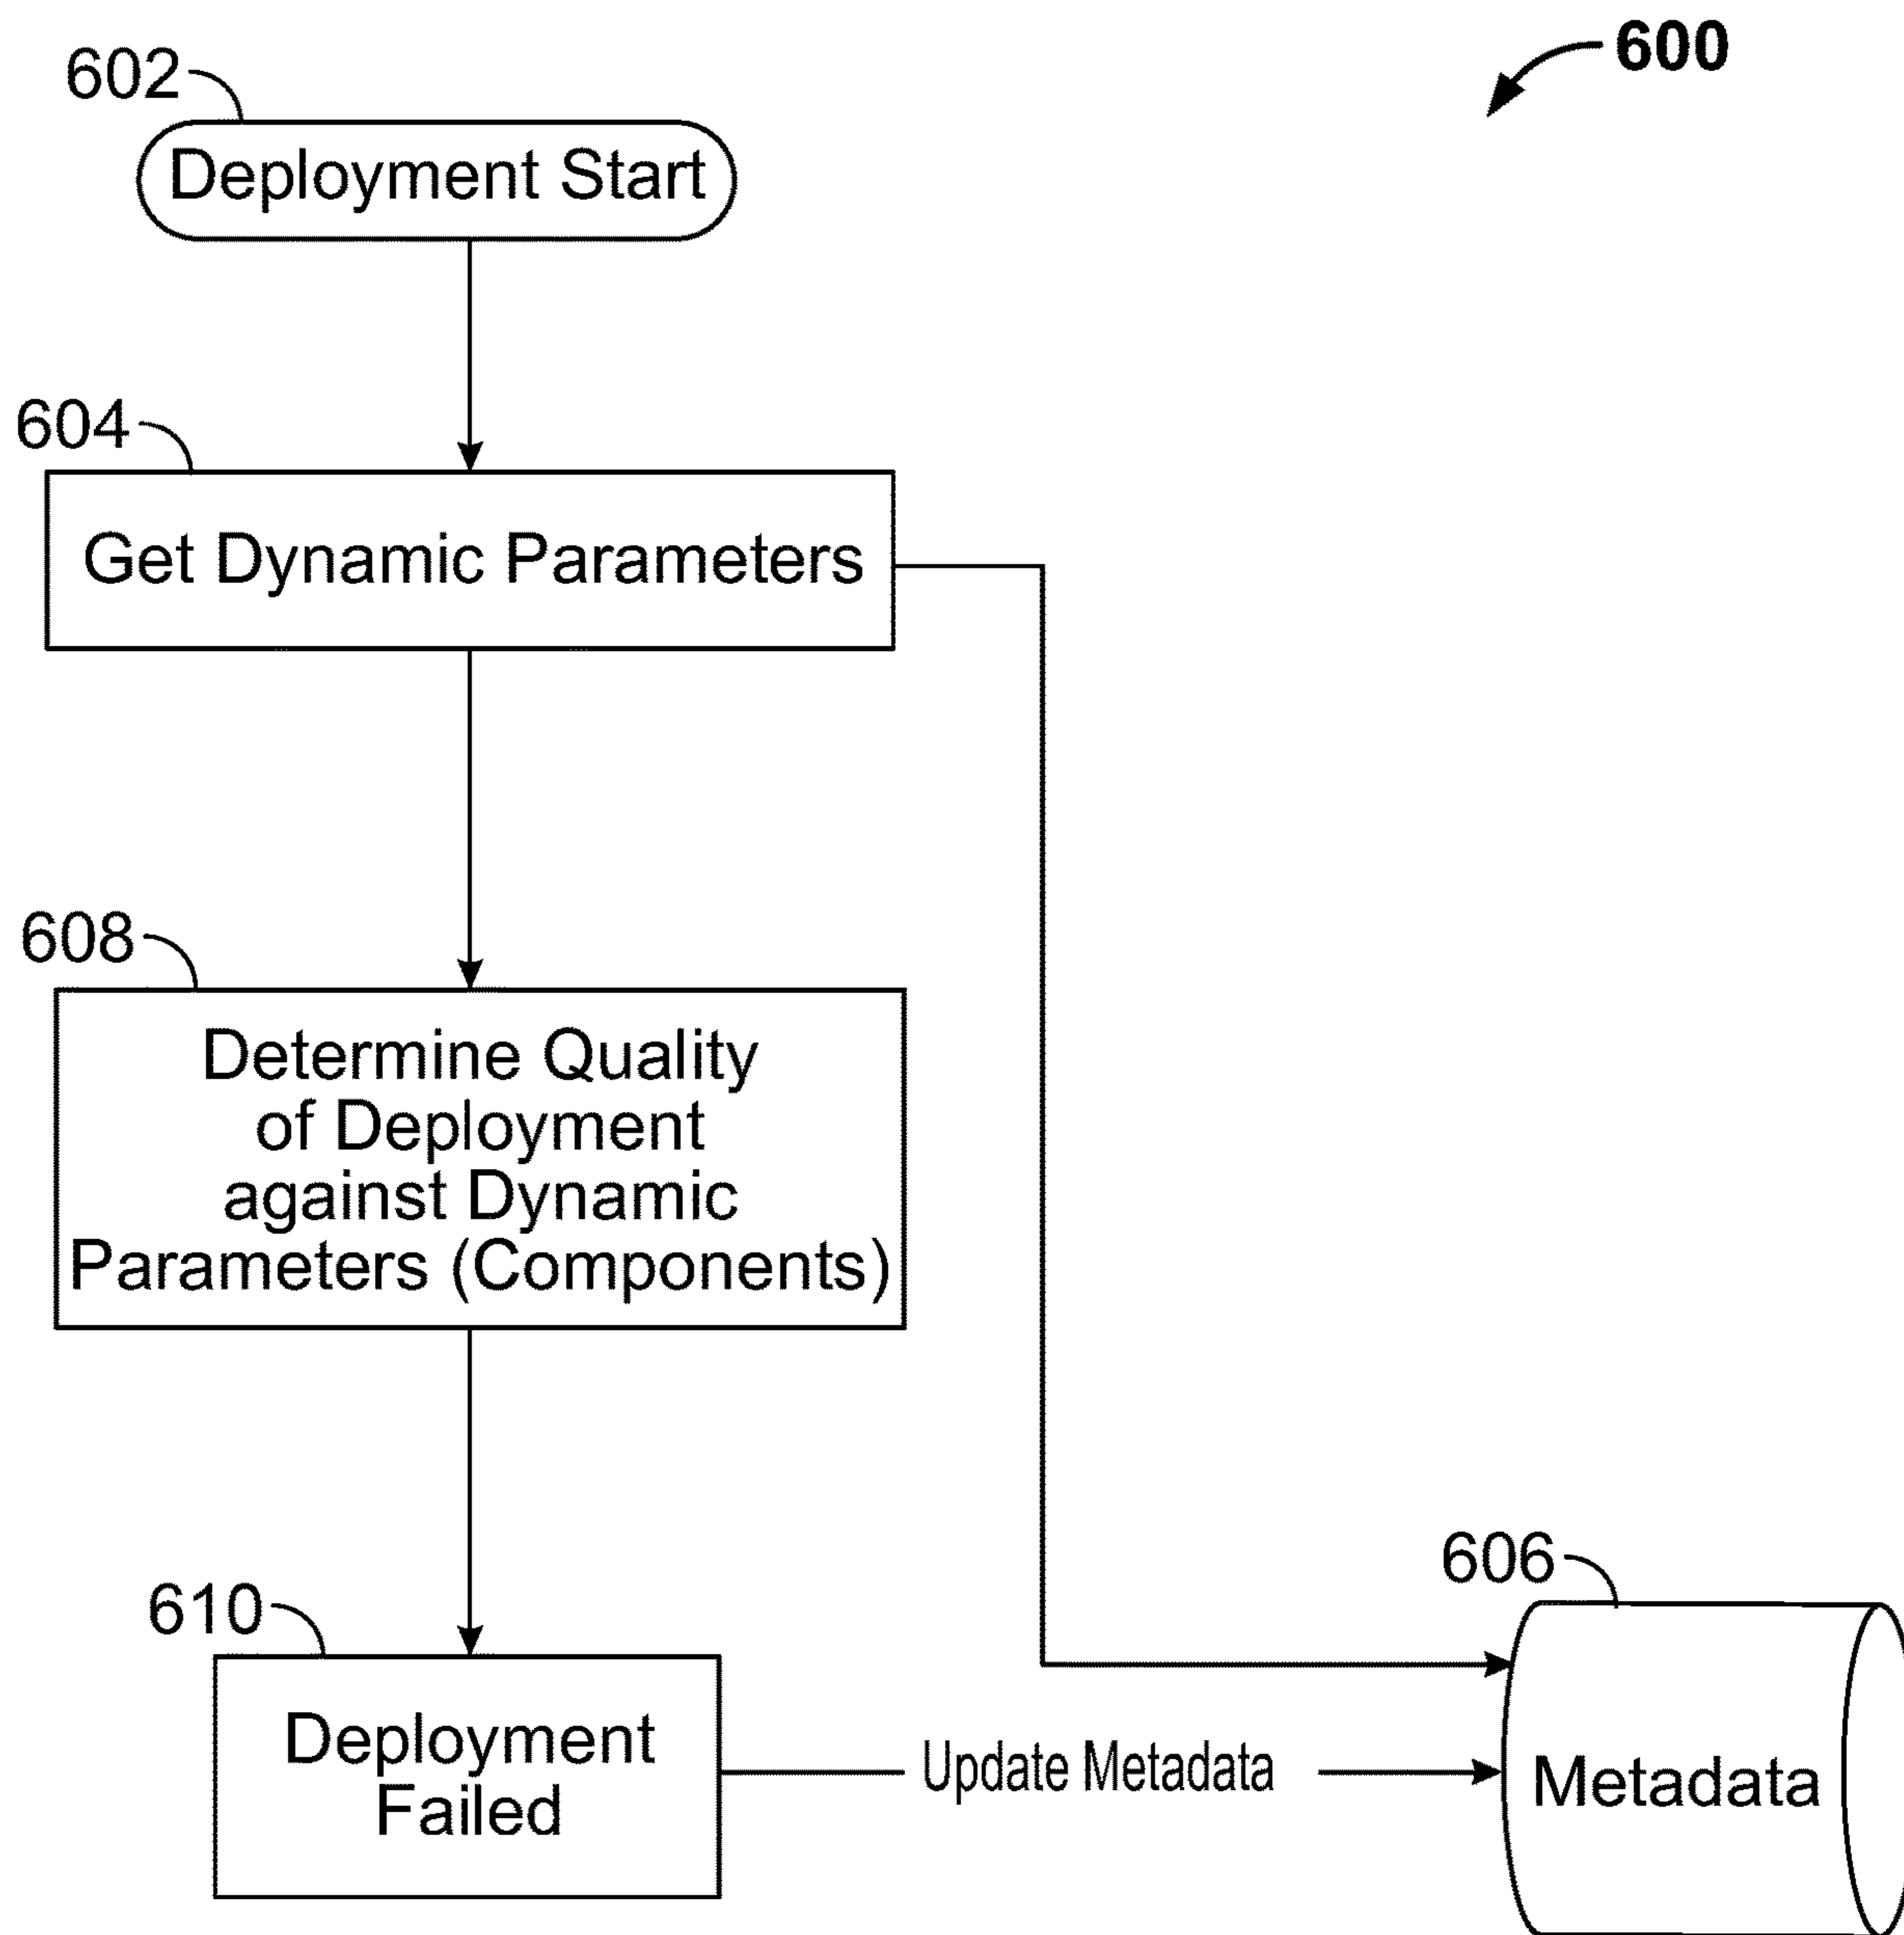 600
602
Deployment Start
604
Get Dynamic Parameters
608
Determine Quality
of Deployment
against Dynamic
Parameters (Components)
610
Deployment
Failed
Update Metadata
606
Metadata